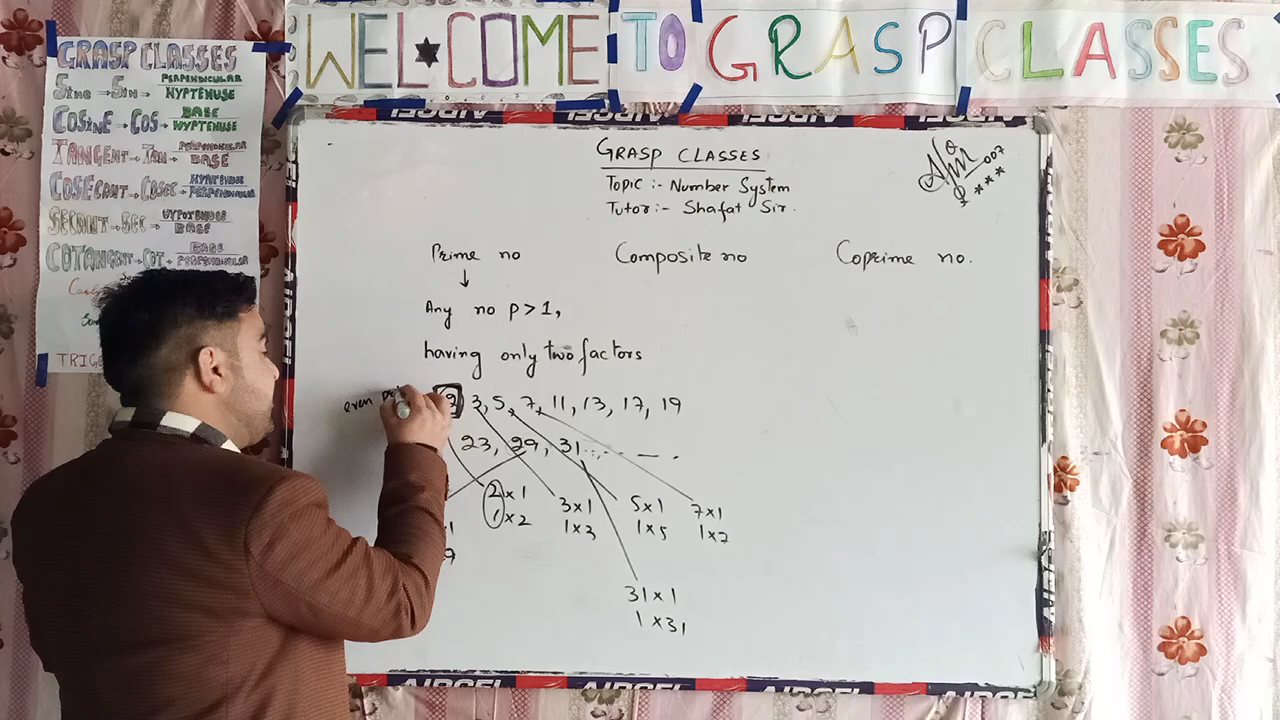 WELCOME TO GRASP CLASSES
GRASP CLASSES
SINE → SIN → PERPENDICULAR
HYPTENUSE
COSINE → COS → BASE
HYPTENUSE
TANGENT → TAN → PERPENDICULAR
BASE
COSECANT → COSEC → HYPTENUSE
PERPENDICULAR
SECANT → SEC → HYPOTENUSE
BASE
COTANGENT → COT → BASE
PERPENDICULAR
AIRCEL
GRASP CLASSES
Topic :- Number System
Tutor :- Shafat Sir.
007
Prime no
Composite no
Coprime no.
↓
Any no p > 1,
having only two factors
even
2 3, 5, 7, 11, 13, 17, 19
23, 29, 31
2 x 1
1 x 2
3 x 1
1 x 3
5 x 1
1 x 5
7 x 1
1 x 7
31 x 1
1 x 31